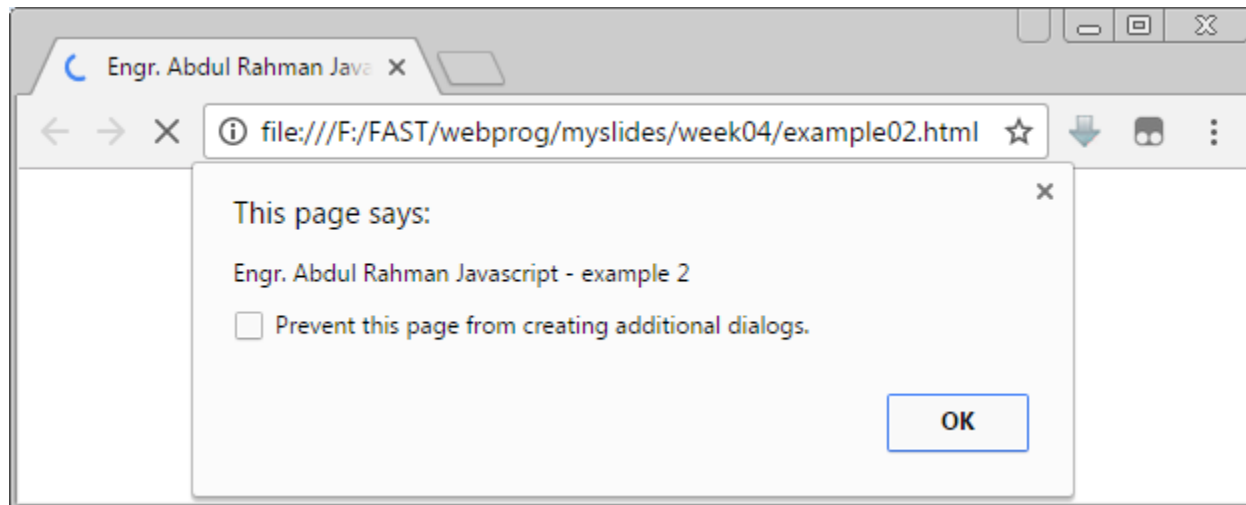 Engr. Abdul Rahman Java
file:///F:/FAST/webprog/myslides/week04/example02.html
This page says:
Engr. Abdul Rahman Javascript - example 2
Prevent this page from creating additional dialogs.
OK